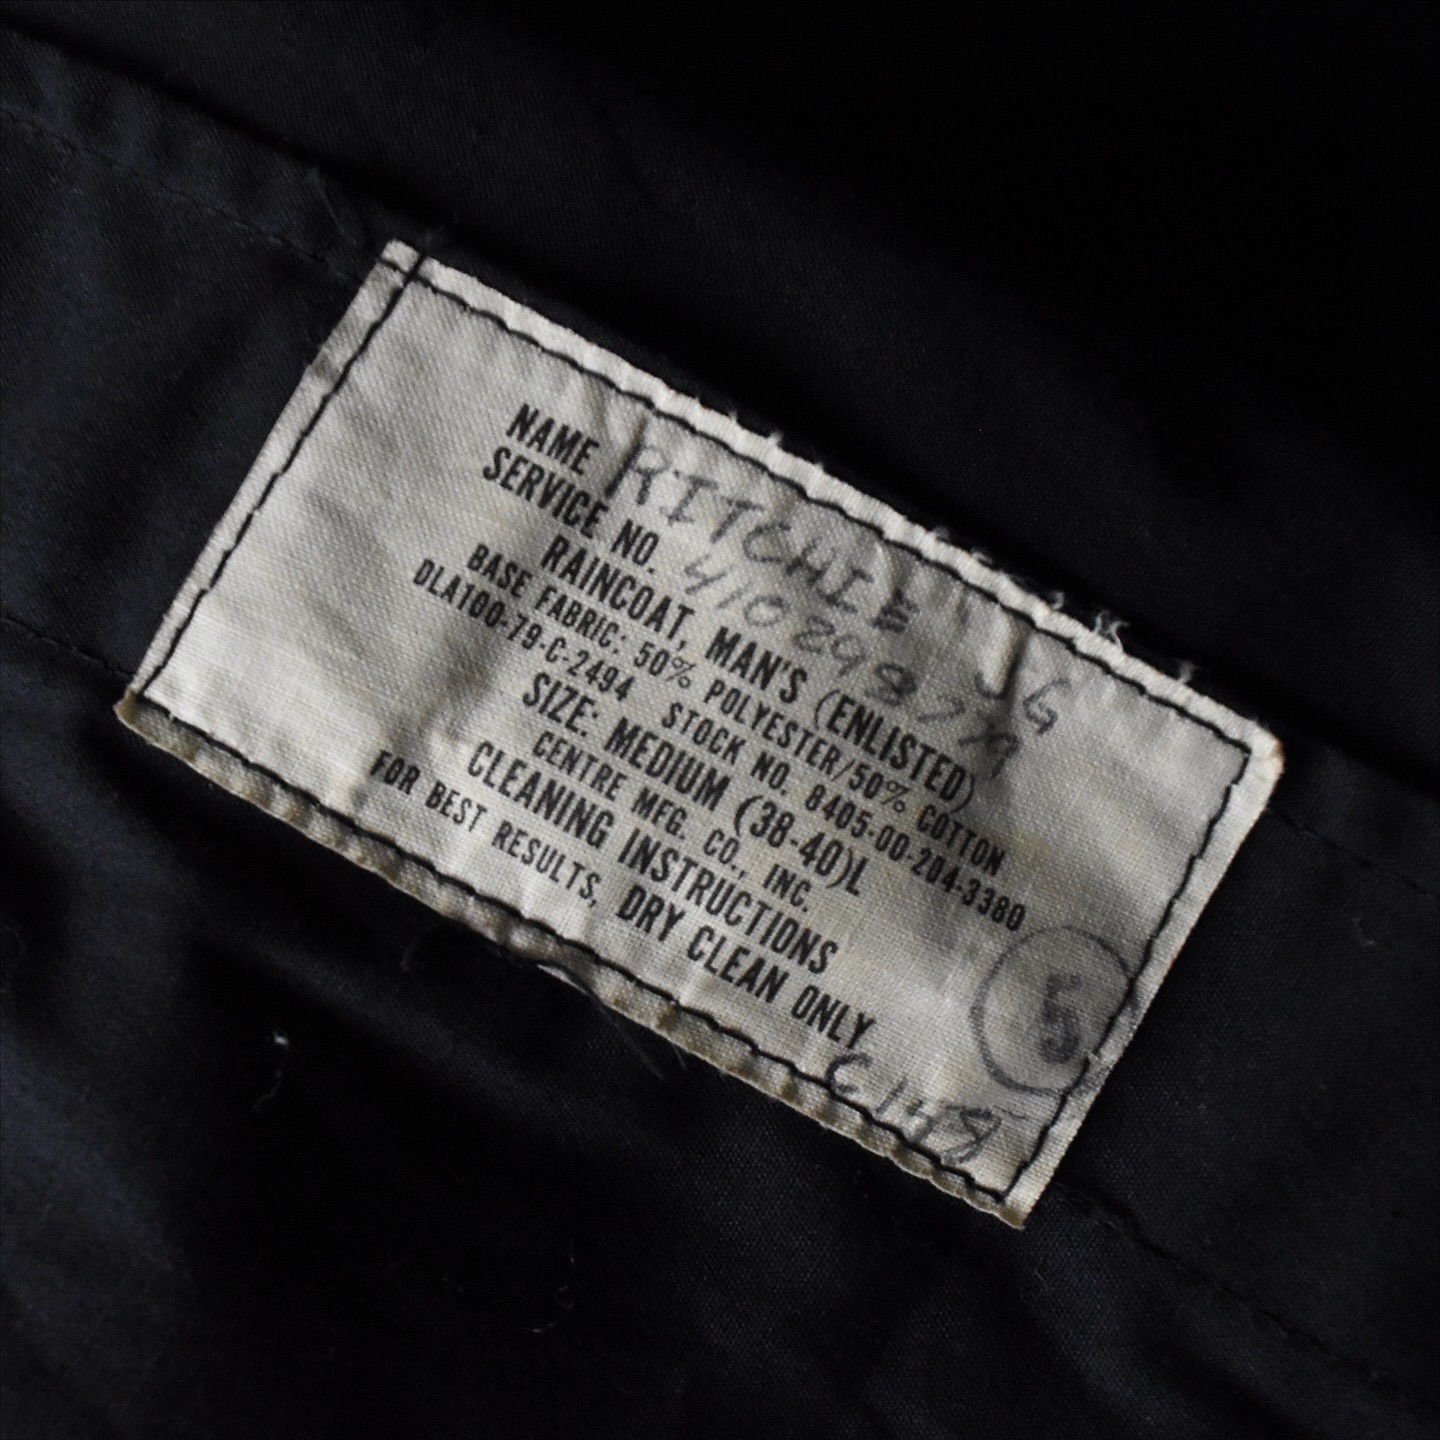 NAME RITCHIE JG
SERVICE NO. 410298779
RAINCOAT, MAN'S (ENLISTED)
BASE FABRIC: 50% POLYESTER/50% COTTON
DLA100-79-C-2494 STOCK NO. 8405-00-204-3380
SIZE: MEDIUM (38-40)L
CENTRE MFG. CO., INC.
CLEANING INSTRUCTIONS
FOR BEST RESULTS, DRY CLEAN ONLY
5
C148